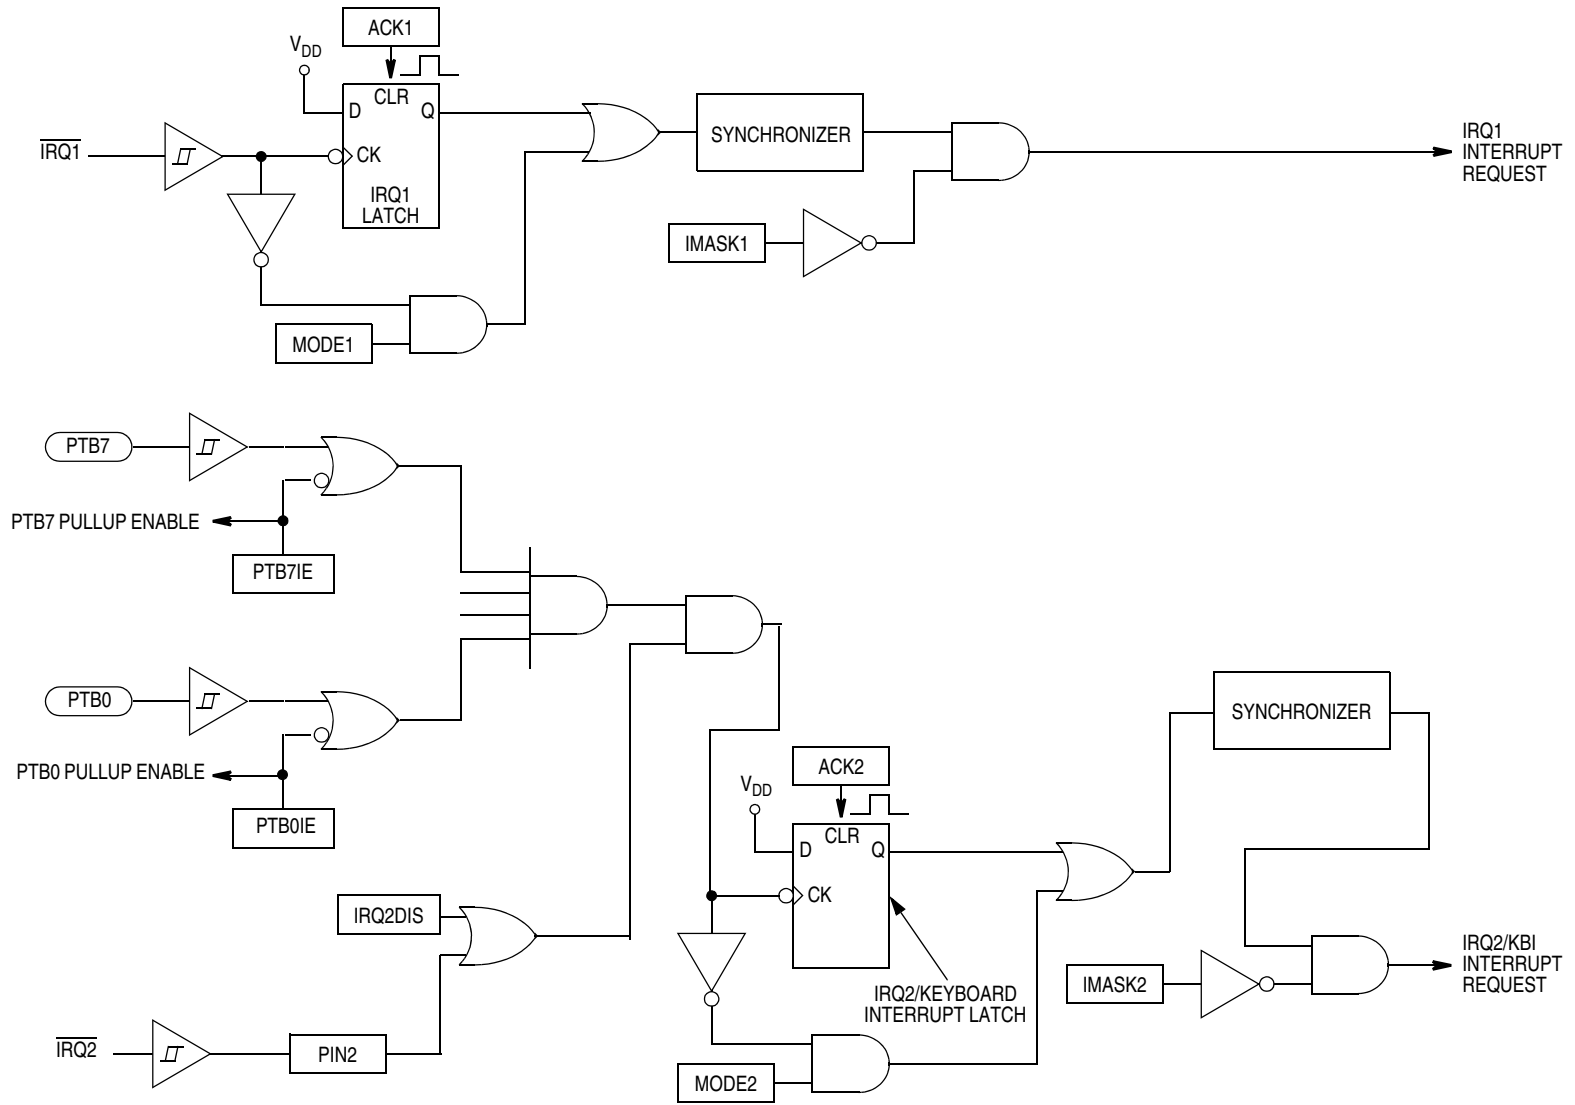 ACK1
VDD
CLR
D
Q
IRQ1
CK
IRQ1
LATCH
SYNCHRONIZER
IRQ1
INTERRUPT
REQUEST
IMASK1
MODE1
PTB7
PTB7 PULLUP ENABLE
PTB7IE
PTB0
PTB0 PULLUP ENABLE
PTB0IE
SYNCHRONIZER
ACK2
VDD
CLR
D
Q
CK
IRQ2DIS
IRQ2/KEYBOARD
INTERRUPT LATCH
IMASK2
IRQ2/KBI
INTERRUPT
REQUEST
IRQ2
PIN2
MODE2